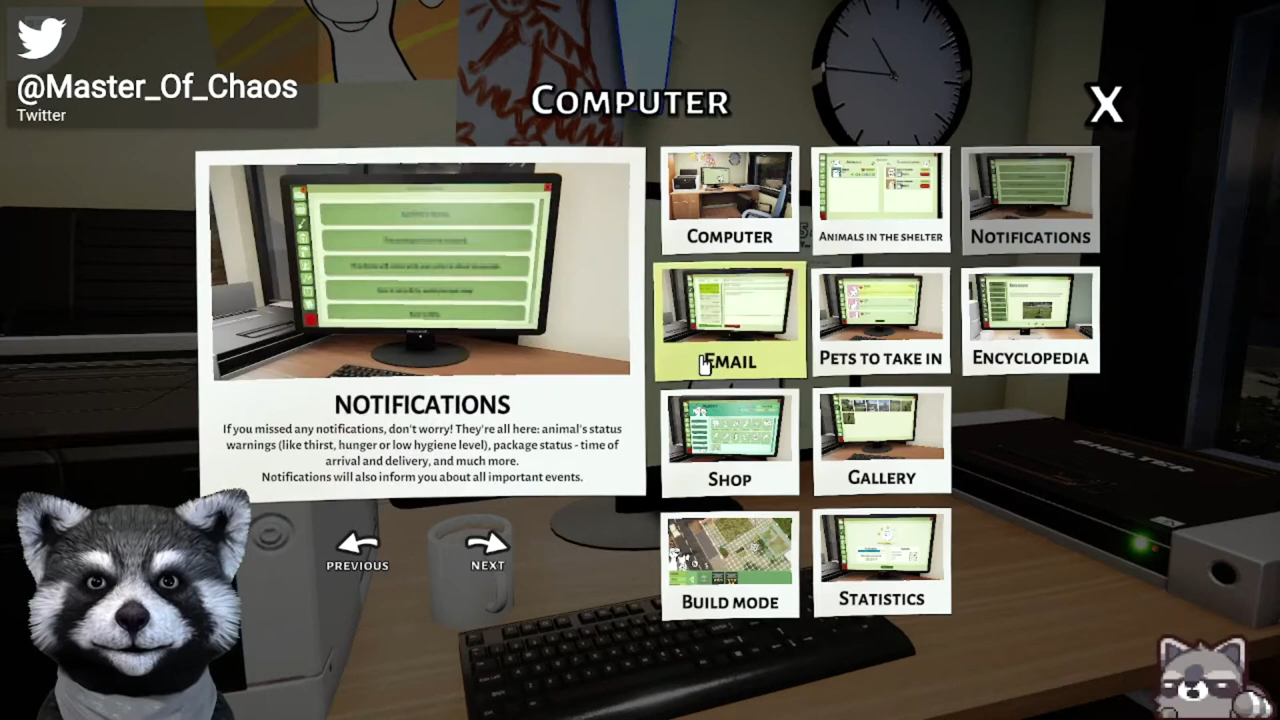 @Master_Of_Chaos
Twitter
COMPUTER
X
COMPUTER
ANIMALS IN THE SHELTER
NOTIFICATIONS
EMAIL
PETS TO TAKE IN
ENCYCLOPEDIA
NOTIFICATIONS
If you missed any notifications, don't worry! They're all here: animal's status
warnings (like thirst, hunger or low hygiene level), package status - time of
arrival and delivery, and much more.
Notifications will also inform you about all important events.
SHOP
GALLERY
SHELTER
PREVIOUS
NEXT
BUILD MODE
STATISTICS